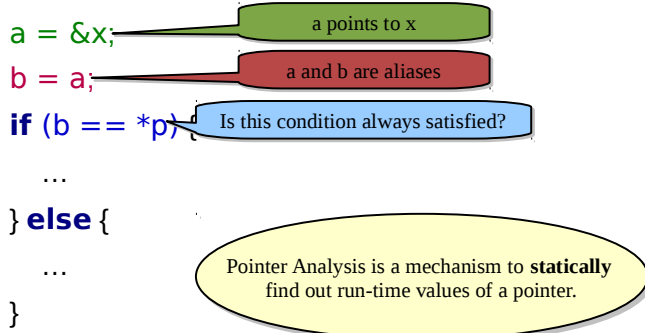 a = &x;
a points to x
b = a;
a and b are aliases
if (b == *p) {
Is this condition always satisfied?
...
} else {
...
}
Pointer Analysis is a mechanism to statically
find out run-time values of a pointer.